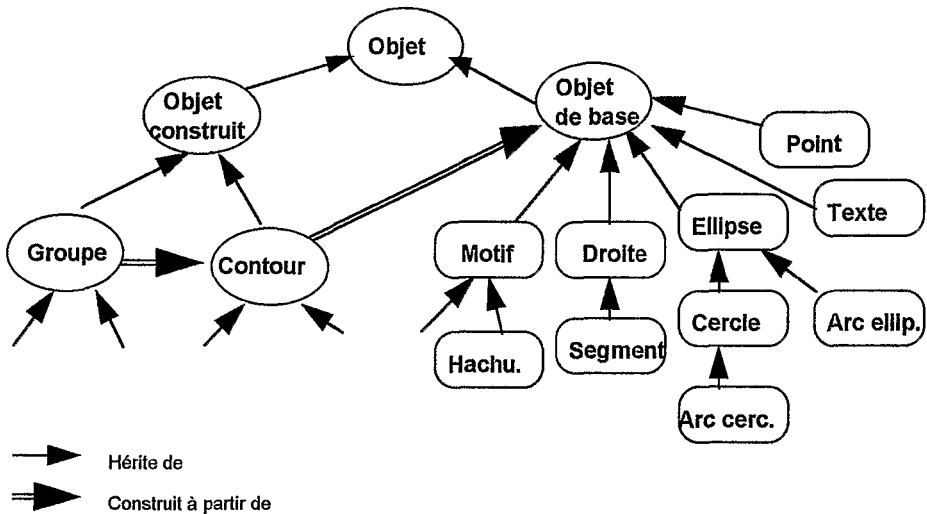 Objet
Objet
construit
Objet
de base
Point
Groupe
Contour
Motif
Droite
Ellipse
Texte
Hachu.
Segment
Cercle
Arc ellip.
Arc cerc.
Hérite de
Construit à partir de